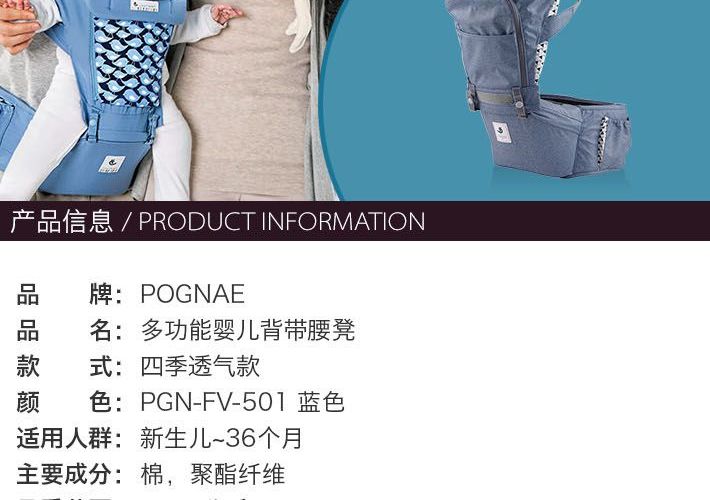 产品信息 / PRODUCT INFORMATION
品 牌：POGNAE
品 名：多功能婴儿背带腰凳
款 式：四季透气款
颜 色：PGN-FV-501 蓝色
适用人群：新生儿~36个月
主要成分：棉，聚酯纤维